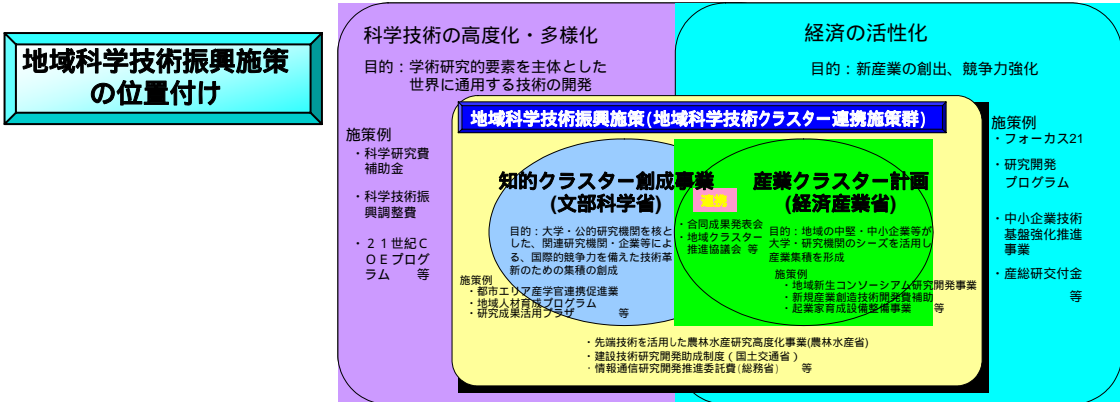 地域科学技術振興施策
の位置付け
科学技術の高度化・多様化
目的：学術研究的要素を主体とした
世界に通用する技術の開発
経済の活性化
目的：新産業の創出、競争力強化
地域科学技術振興施策(地域科学技術クラスター連携施策群)
施策例
・科学研究費
補助金
・科学技術振
興調整費
・２１世紀Ｃ
ＯＥプログ
ラム　等
知的クラスター創成事業
(文部科学省)
目的：大学・公的研究機関を核と
した、関連研究機関・企業等によ
る、国際的競争力を備えた技術革
新のための集積の創成
施策例
・都市エリア産学官連携促進業
・地域人材育成プログラム
・研究成果活用プラザ　等
連携
・合同成果発表会
・地域クラスター
推進協議会 等
産業クラスター計画
(経済産業省)
目的：地域の中堅・中小企業等が
大学・研究機関のシーズを活用し
産業集積を形成
施策例
・地域新生コンソーシアム研究開発事業
・新規産業創造技術開発費補助
・起業家育成設備整備事業　等
・先端技術を活用した農林水産研究高度化事業(農林水産省)
・建設技術研究開発助成制度（国土交通省）
・情報通信研究開発推進委託費(総務省)　等
施策例
・フォーカス21
・研究開発
プログラム
・中小企業技術
基盤強化推進
事業
・産総研交付金
等